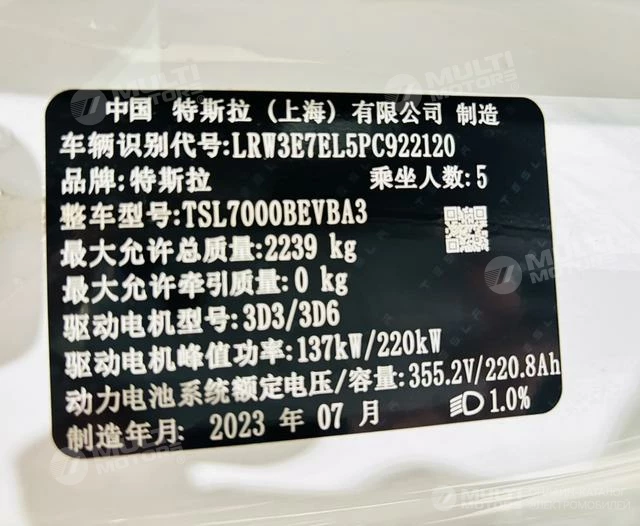 中国 特斯拉 (上海) 有限公司 制造
车辆识别代号:LRW3E7EL5PC922120
品牌:特斯拉 乘坐人数:5
整车型号:TSL7000BEVBA3
最大允许总质量:2239 kg
最大允许牵引质量:0 kg
驱动电机型号:3D3/3D6
驱动电机峰值功率:137kW/220kW
动力电池系统额定电压/容量:355.2V/220.8Ah
制造年月: 2023 年 07 月 1.0%
MULTI
MOTORS